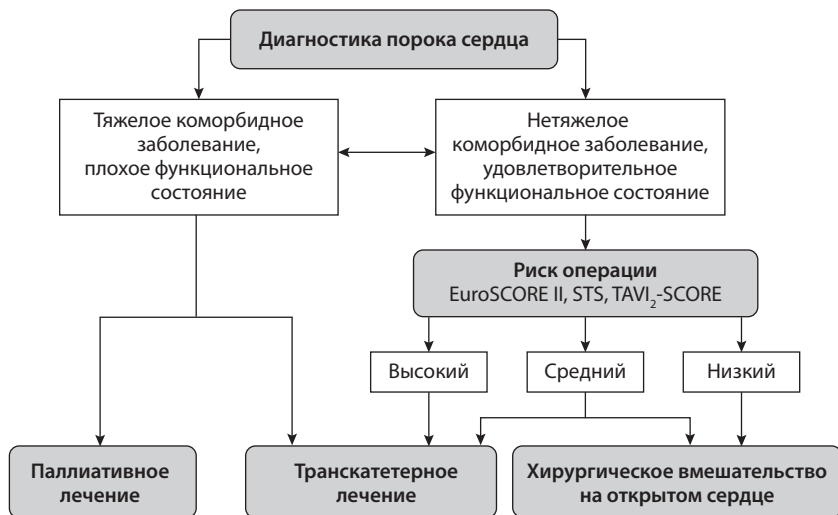 Диагностика порока сердца
Тяжелое коморбидное
заболевание,
плохое функциональное
состояние
Нетяжелое
коморбидное заболевание,
удовлетворительное
функциональное состояние
Риск операции
EuroSCORE II, STS, TAVI₂-SCORE
Высокий
Средний
Низкий
Паллиативное
лечение
Транскатетерное
лечение
Хирургическое вмешательство
на открытом сердце